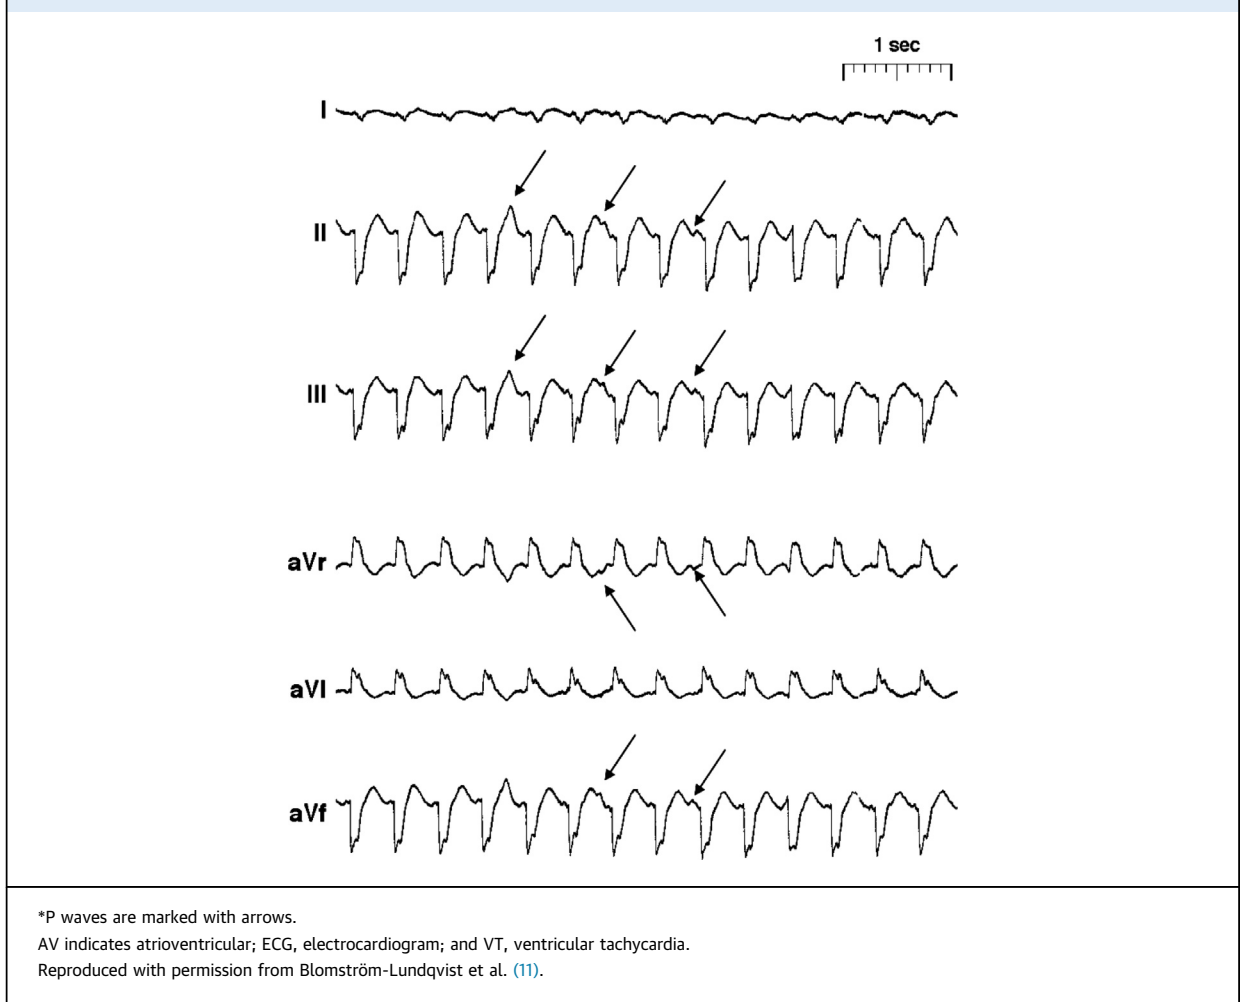 1 sec
I
II
III
aVr
aVl
aVf
*P waves are marked with arrows.
AV indicates atrioventricular; ECG, electrocardiogram; and VT, ventricular tachycardia.
Reproduced with permission from Blomström-Lundqvist et al. (11).